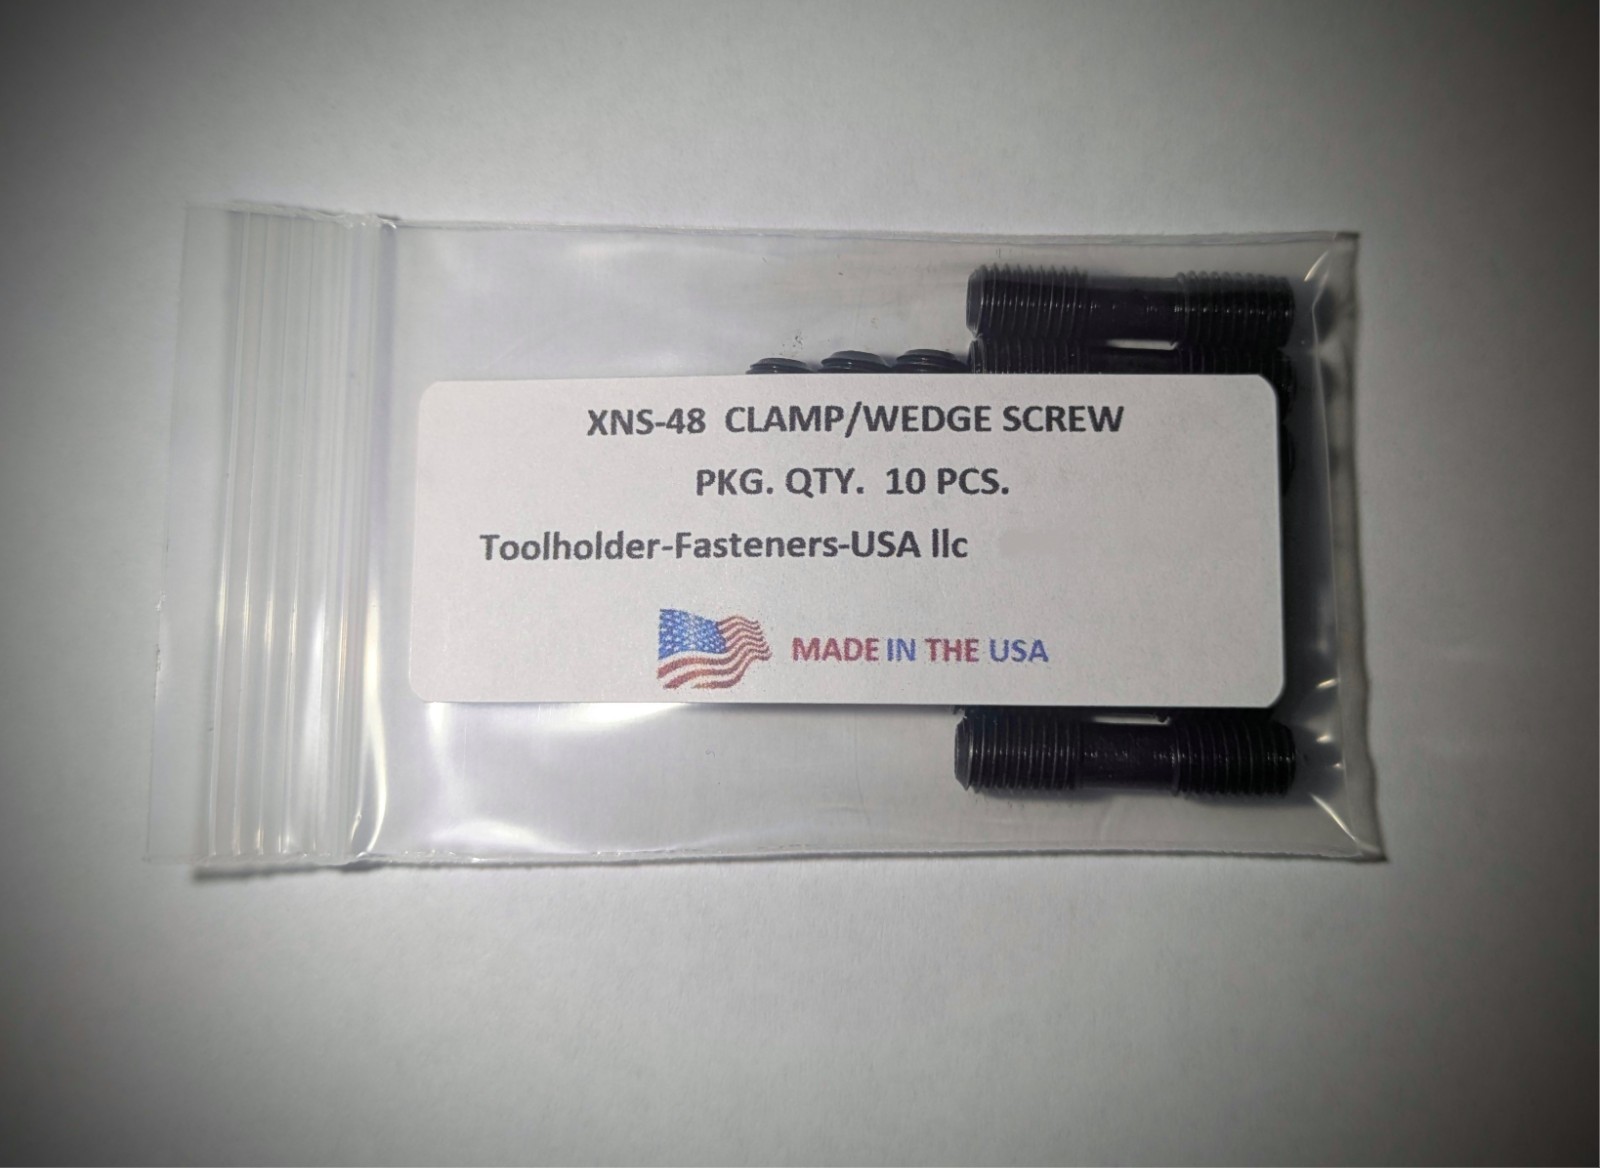 XNS-48 CLAMP/WEDGE SCREW
PKG. QTY. 10 PCS.
Toolholder-Fasteners-USA llc
MADE IN THE USA